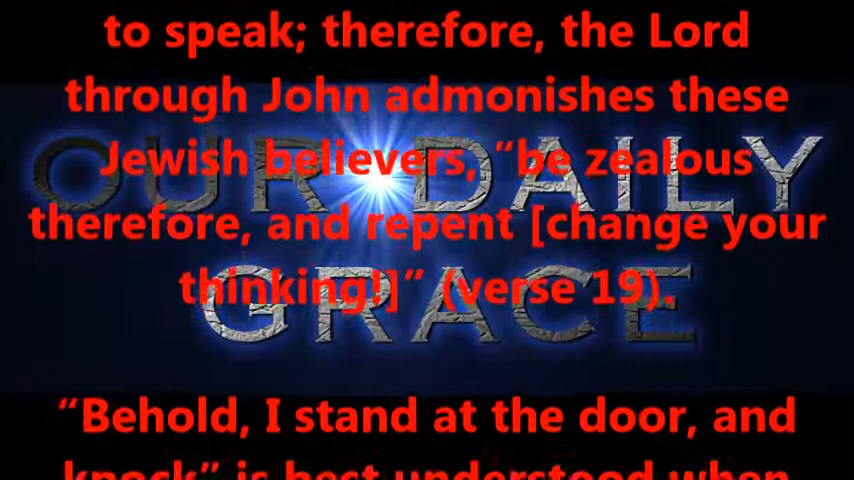 to speak; therefore, the Lord
through John admonishes these
Jewish believers, “be zealous
therefore, and repent [change your
thinking!]” (verse 19).
“Behold, I stand at the door, and
knock” is best understood when
OUR DAILY
GRACE